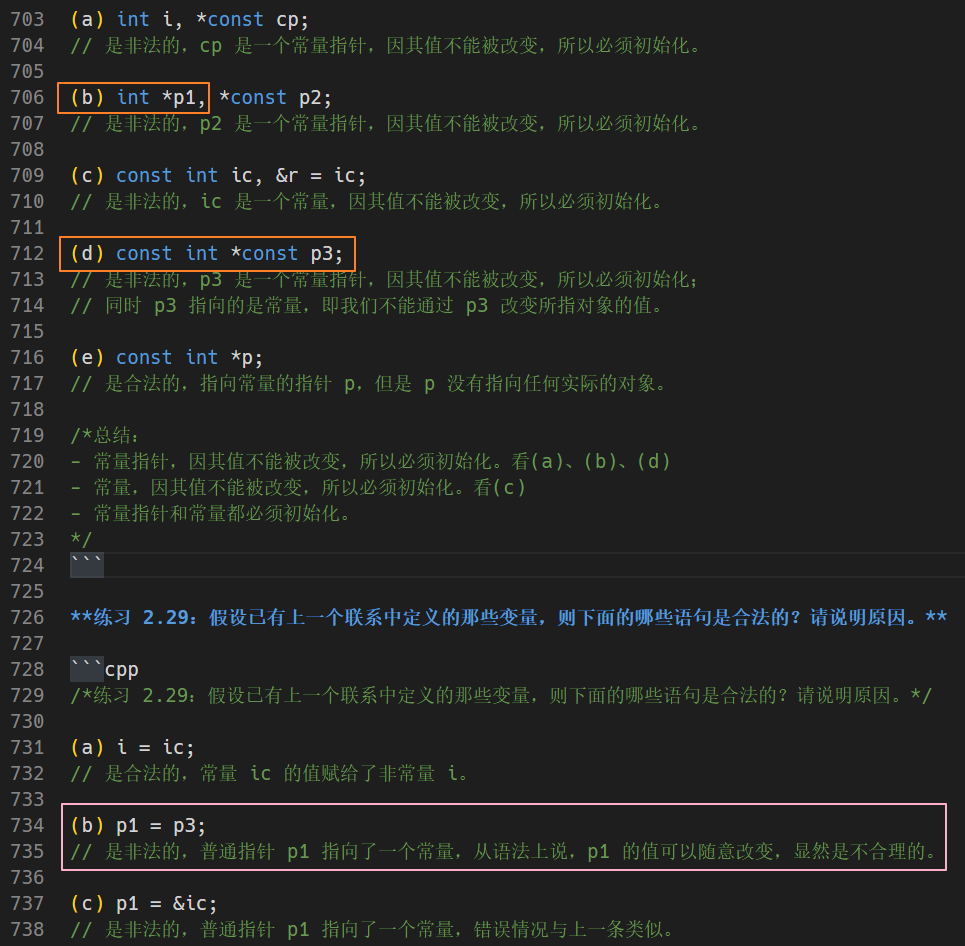 703 (a) int i, *const cp;
704 // 是非法的，cp 是一个常量指针，因其值不能被改变，所以必须初始化。
705
706 (b) int *p1, *const p2;
707 // 是非法的，p2 是一个常量指针，因其值不能被改变，所以必须初始化。
708
709 (c) const int ic, &r = ic;
710 // 是非法的，ic 是一个常量，因其值不能被改变，所以必须初始化。
711
712 (d) const int *const p3;
713 // 是非法的，p3 是一个常量指针，因其值不能被改变，所以必须初始化；
714 // 同时 p3 指向的是常量，即我们不能通过 p3 改变所指对象的值。
715
716 (e) const int *p;
717 // 是合法的，指向常量的指针 p，但是 p 没有指向任何实际的对象。
718
719 /*总结：
720 - 常量指针，因其值不能被改变，所以必须初始化。看(a)、(b)、(d)
721 - 常量，因其值不能被改变，所以必须初始化。看(c)
722 - 常量指针和常量都必须初始化。
723 */
724 ```
725
726 **练习 2.29：假设已有上一个联系中定义的那些变量，则下面的哪些语句是合法的？请说明原因。**
727
728 ```cpp
729 /*练习 2.29：假设已有上一个联系中定义的那些变量，则下面的哪些语句是合法的？请说明原因。*/
730
731 (a) i = ic;
732 // 是合法的，常量 ic 的值赋给了非常量 i。
733
734 (b) p1 = p3;
735 // 是非法的，普通指针 p1 指向了一个常量，从语法上说，p1 的值可以随意改变，显然是不合理的。
736
737 (c) p1 = &ic;
738 // 是非法的，普通指针 p1 指向了一个常量，错误情况与上一条类似。